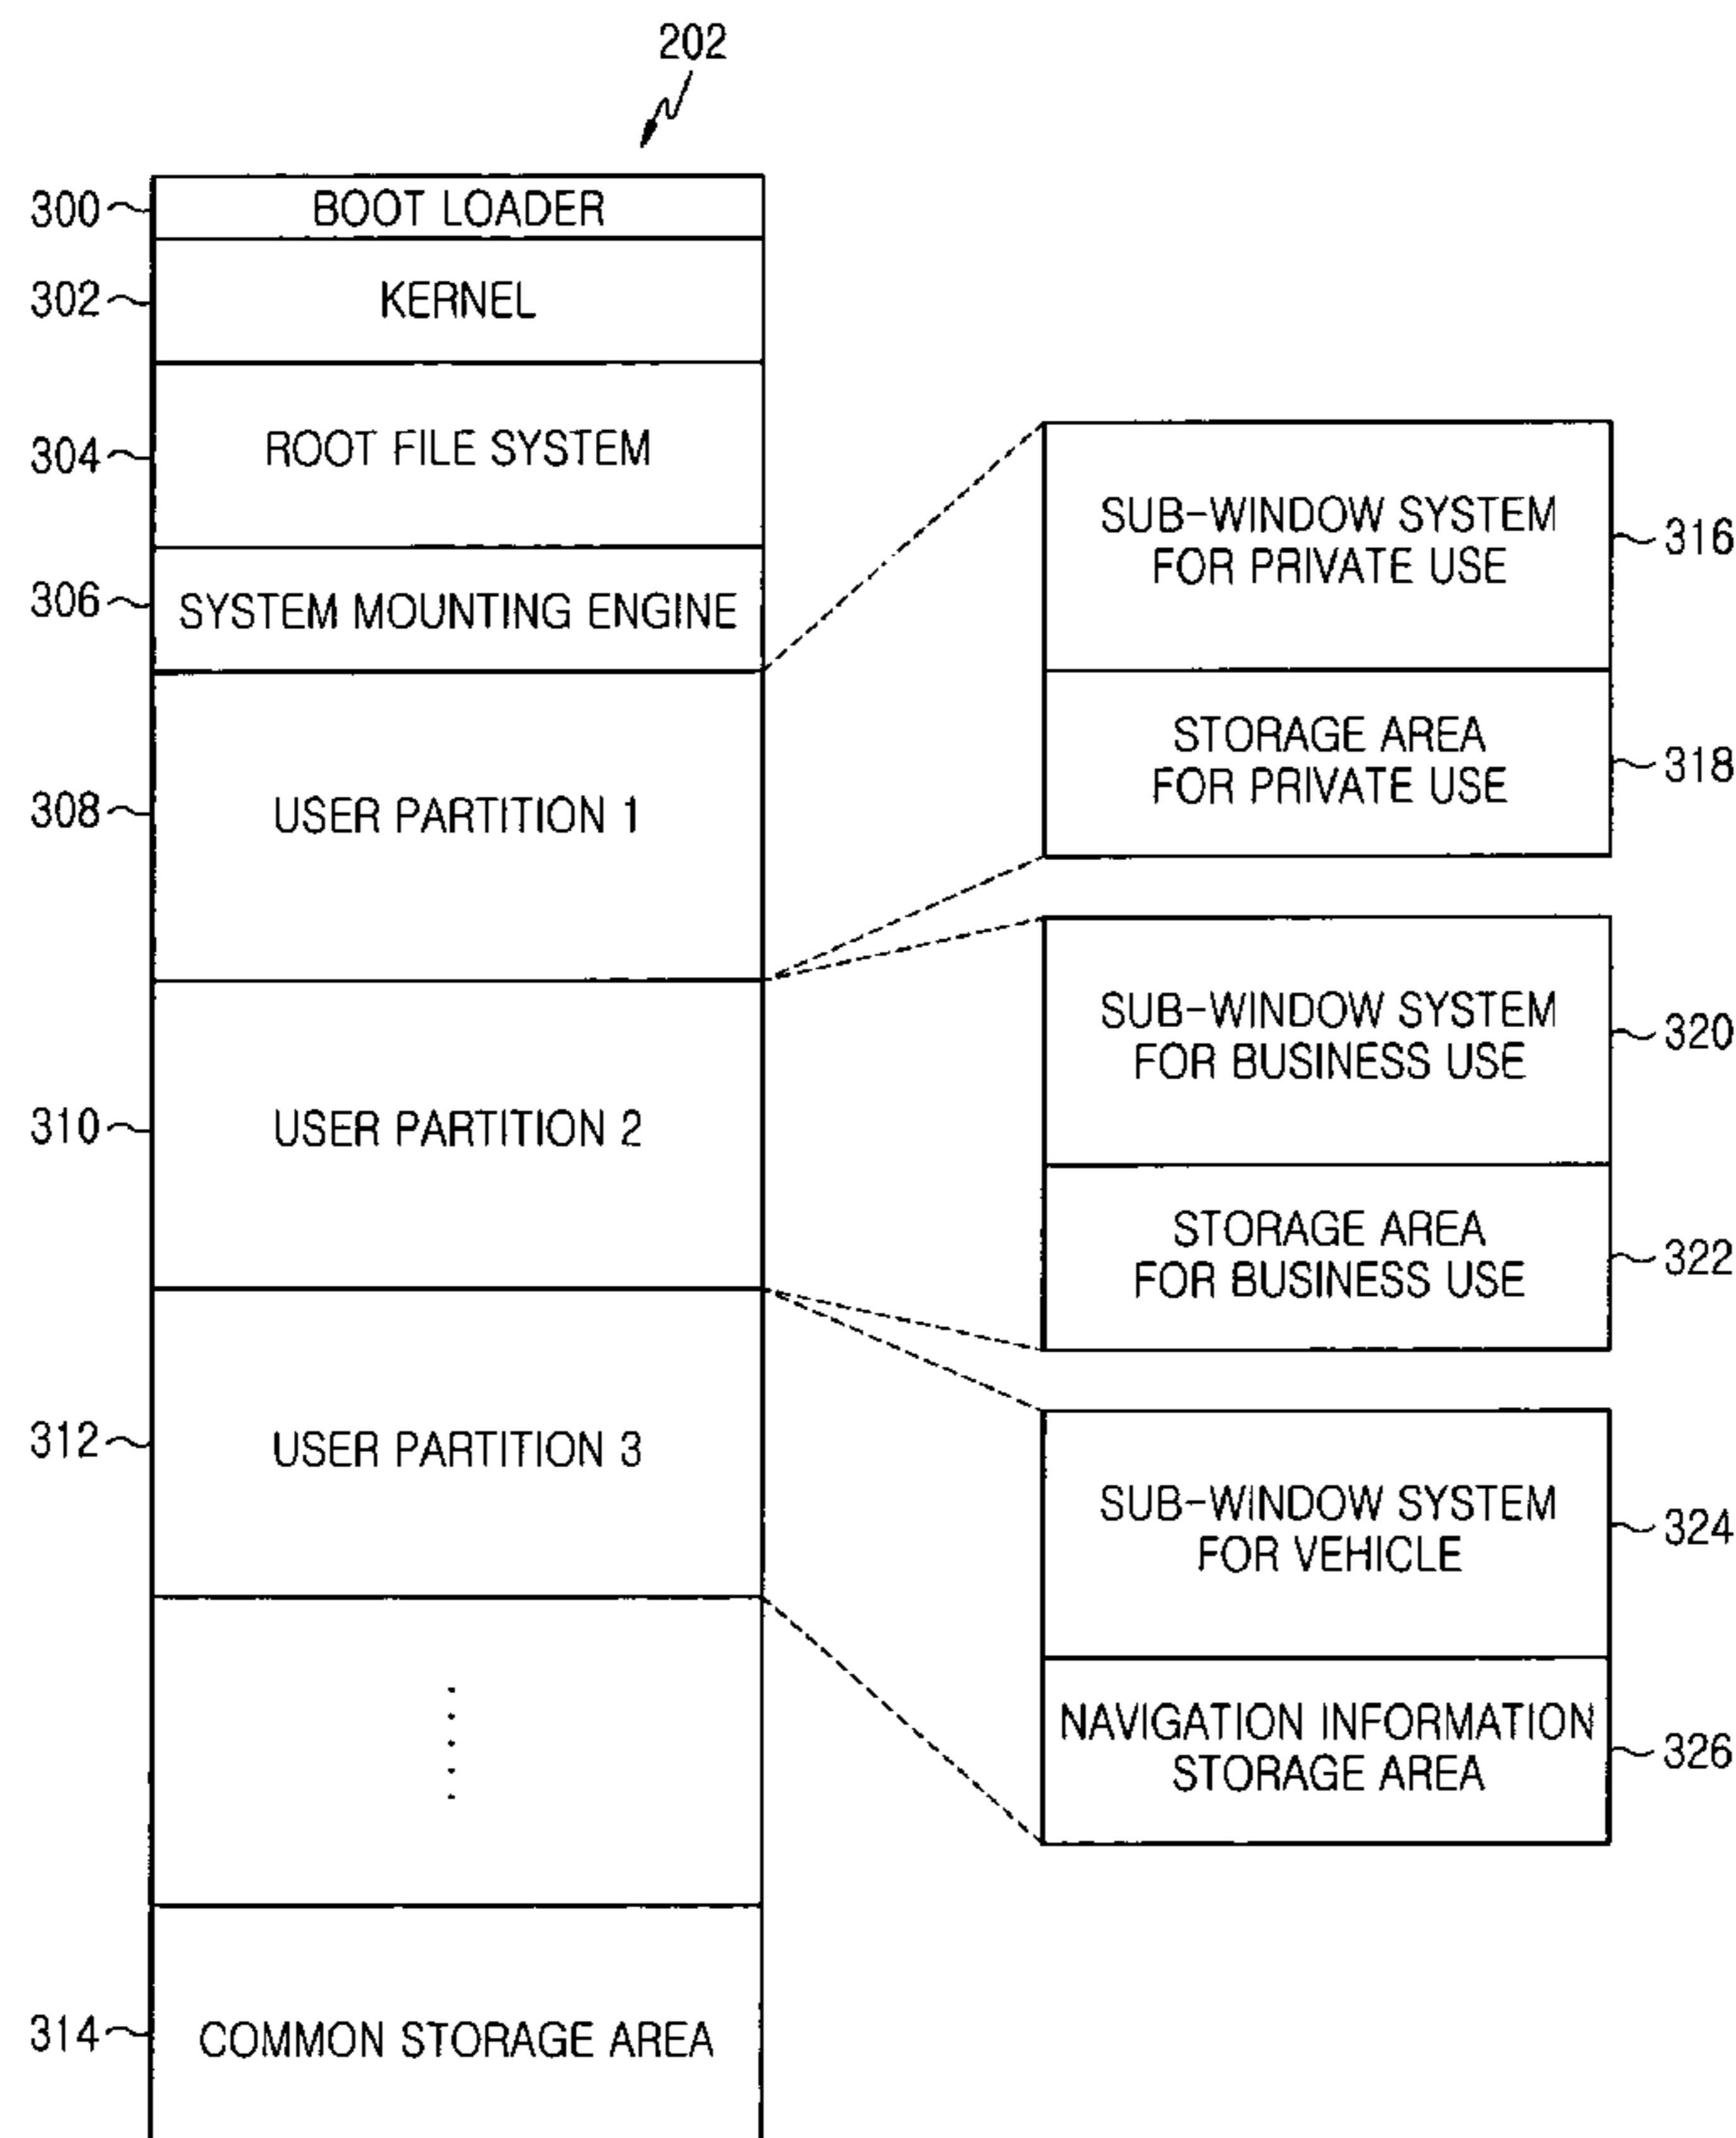 202
300
BOOT LOADER
302
KERNEL
304
ROOT FILE SYSTEM
306
SYSTEM MOUNTING ENGINE
308
USER PARTITION 1
310
USER PARTITION 2
312
USER PARTITION 3
314
COMMON STORAGE AREA
SUB-WINDOW SYSTEM
FOR PRIVATE USE
316
STORAGE AREA
FOR PRIVATE USE
318
SUB-WINDOW SYSTEM
FOR BUSINESS USE
320
STORAGE AREA
FOR BUSINESS USE
322
SUB-WINDOW SYSTEM
FOR VEHICLE
324
NAVIGATION INFORMATION
STORAGE AREA
326